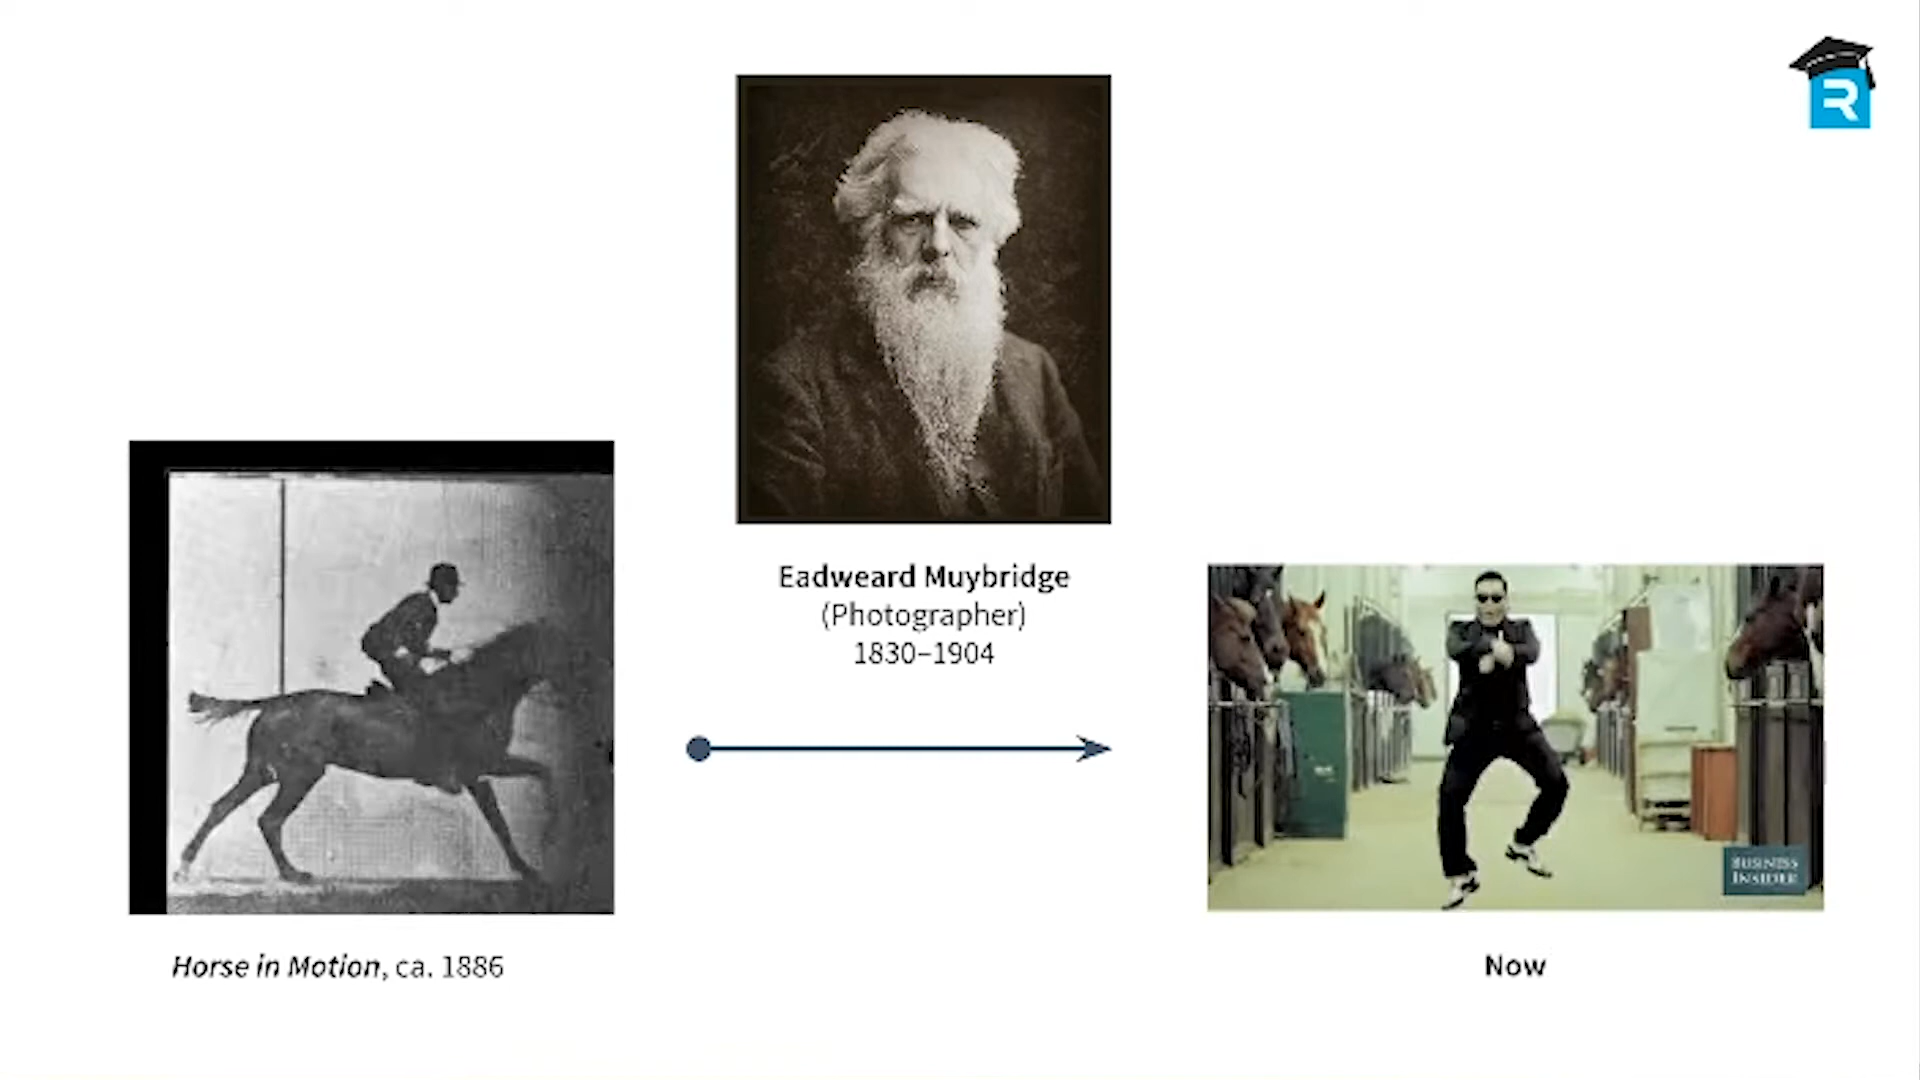 Eadweard Muybridge
(Photographer)
1830–1904
BUSINESS
INSIDER
Horse in Motion, ca. 1886
Now